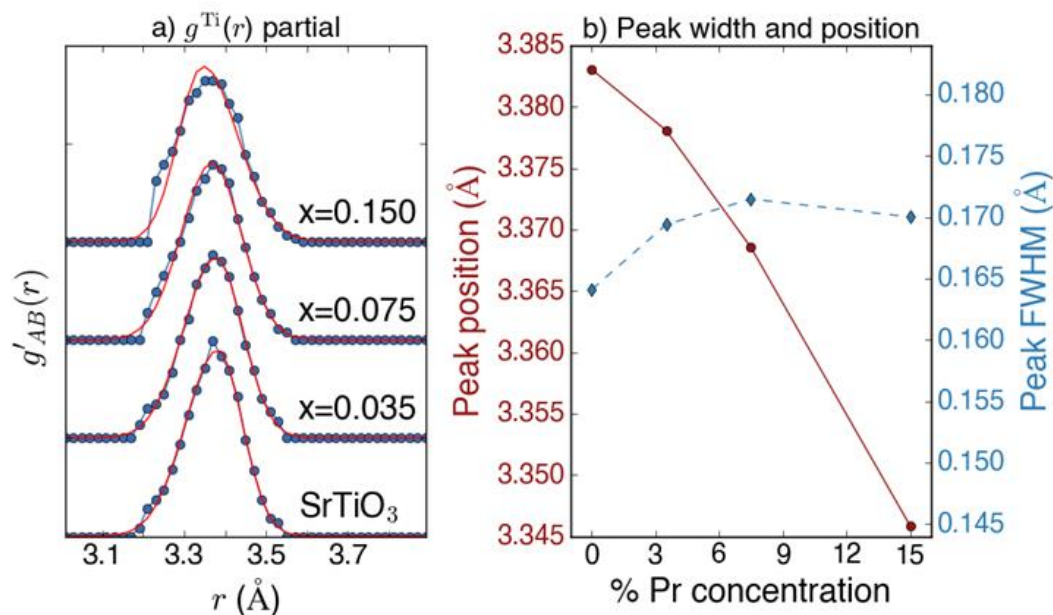 a) gᵀⁱ(r) partial
g′AB(r)
x=0.150
x=0.075
x=0.035
SrTiO₃
3.1 3.3 3.5 3.7
r (Å)
b) Peak width and position
Peak position (Å)
3.385
3.380
3.375
3.370
3.365
3.360
3.355
3.350
3.345
0.180
0.175
0.170
0.165
0.160
0.155
0.150
0.145
Peak FWHM (Å)
0 3 6 9 12 15
% Pr concentration